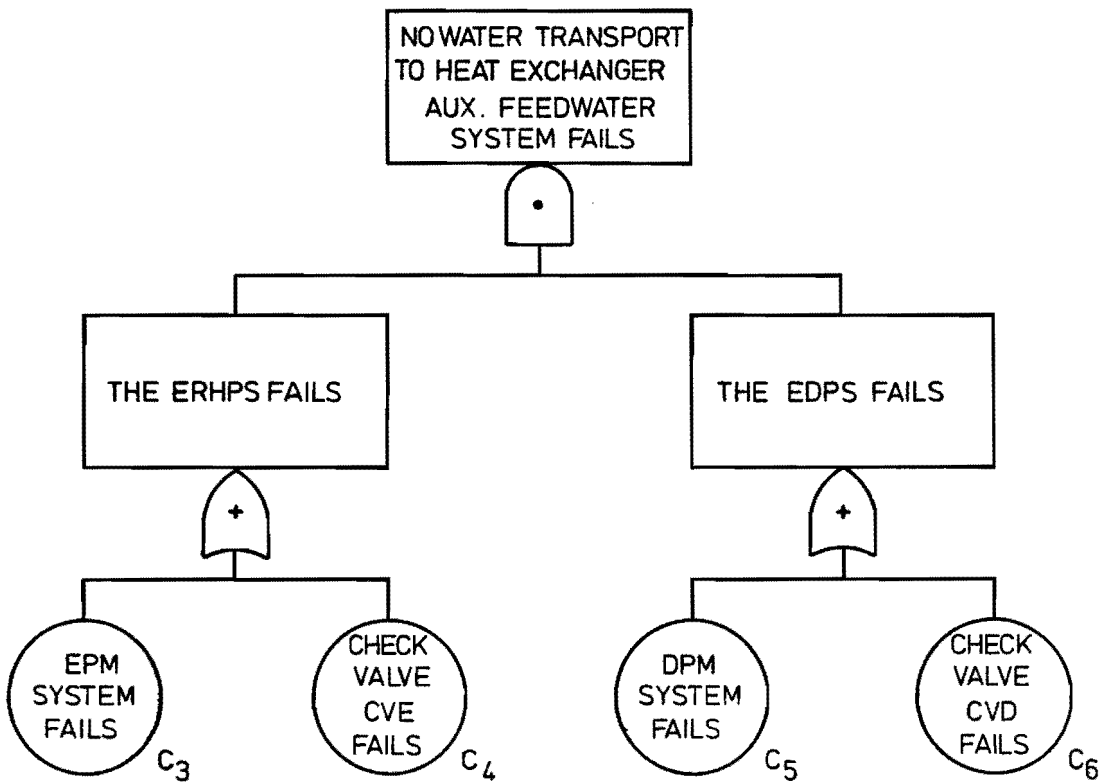 NO WATER TRANSPORT
TO HEAT EXCHANGER
AUX. FEEDWATER
SYSTEM FAILS
•
THE ERHPS FAILS
THE EDPS FAILS
+
+
EPM
SYSTEM
FAILS
C3
CHECK
VALVE
CVE
FAILS
C4
DPM
SYSTEM
FAILS
C5
CHECK
VALVE
CVD
FAILS
C6